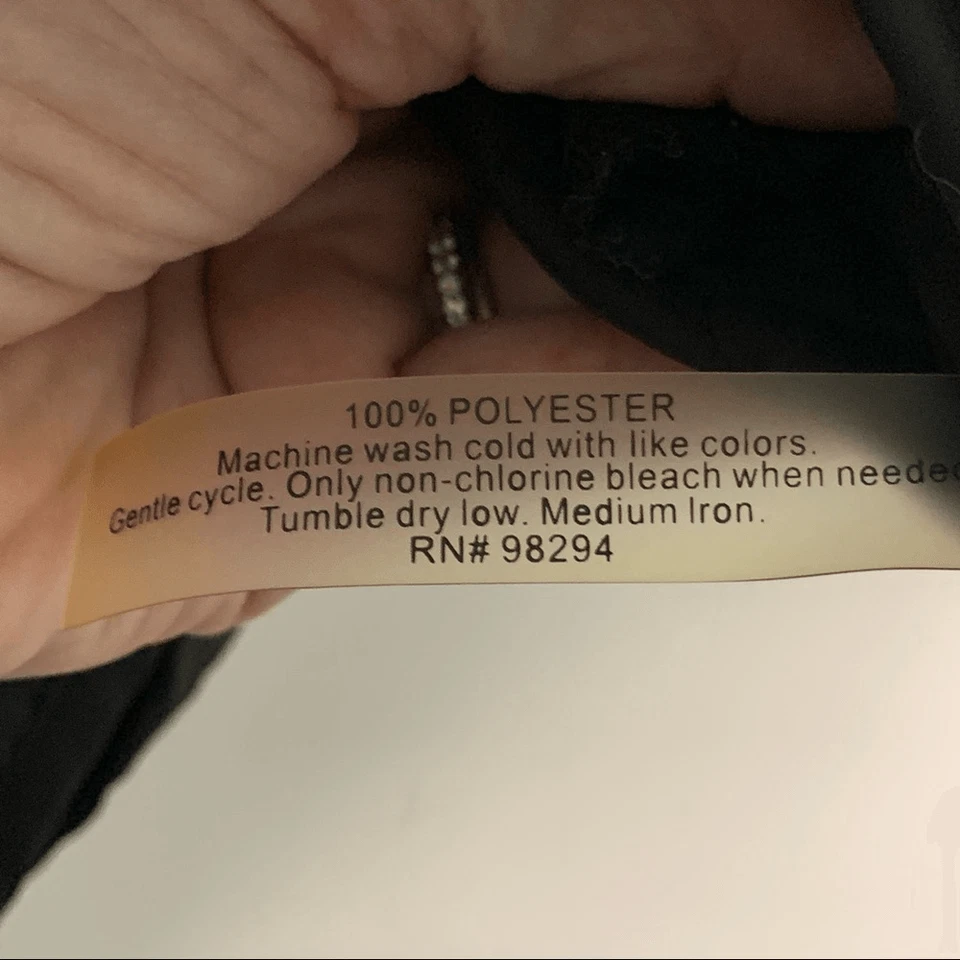 100% POLYESTER
Machine wash cold with like colors.
Gentle cycle. Only non-chlorine bleach when neede
Tumble dry low. Medium Iron.
RN# 98294